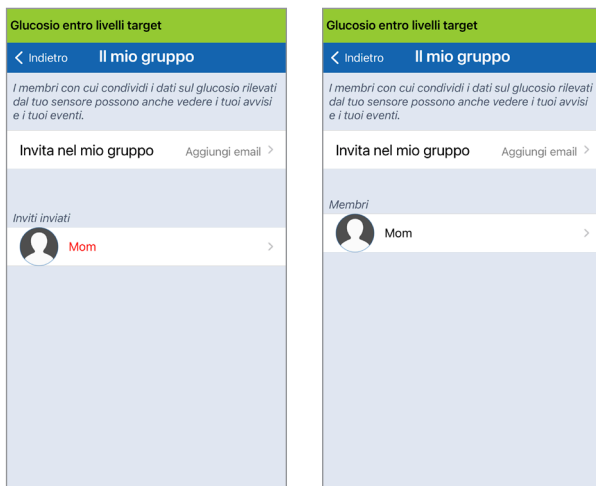 Glucosio entro livelli target
Indietro Il mio gruppo
I membri con cui condividi i dati sul glucosio rilevati
dal tuo sensore possono anche vedere i tuoi avvisi
e i tuoi eventi.
Invita nel mio gruppo Aggiungi email
Inviti inviati
Mom
Glucosio entro livelli target
Indietro Il mio gruppo
I membri con cui condividi i dati sul glucosio rilevati
dal tuo sensore possono anche vedere i tuoi avvisi
e i tuoi eventi.
Invita nel mio gruppo Aggiungi email
Membri
Mom